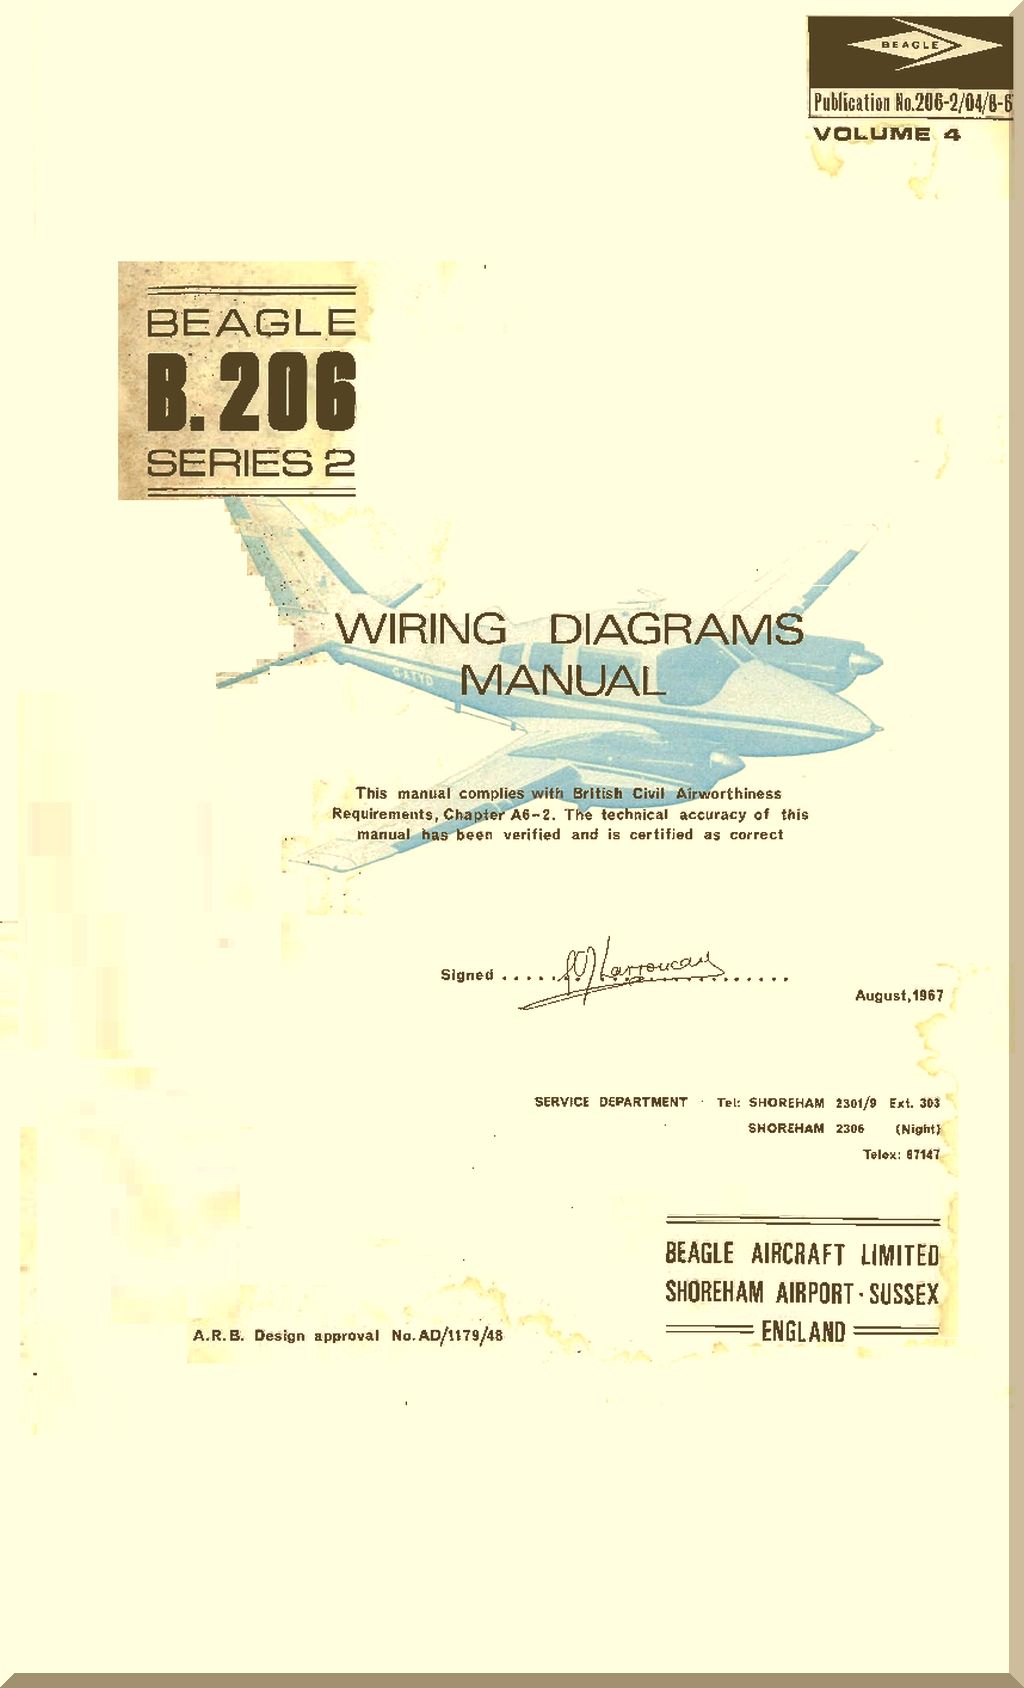 BEAGLE
Publication No.206-2/04/8-6
VOLUME 4
BEAGLE
B.206
SERIES 2
WIRING DIAGRAMS
MANUAL
G-ATYD
This manual complies with British Civil Airworthiness
Requirements, Chapter A6-2. The technical accuracy of this
manual has been verified and is certified as correct
Signed ..................................
August,1967
SERVICE DEPARTMENT · Tel: SHOREHAM 2301/9 Ext. 303
SHOREHAM 2306 (Night)
Telex: 87147
BEAGLE AIRCRAFT LIMITED
SHOREHAM AIRPORT · SUSSEX
ENGLAND
A.R.B. Design approval No. AD/1179/48